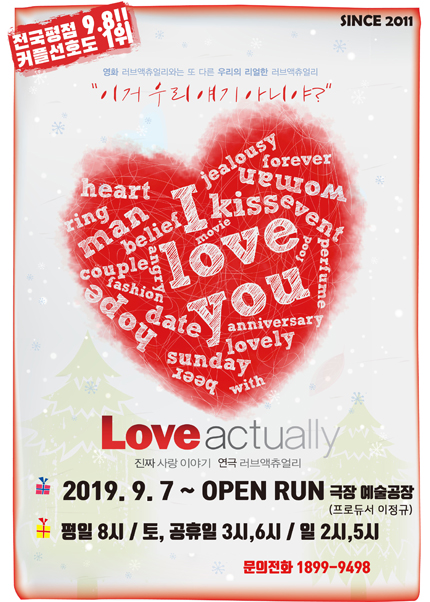 전국평점 9.8!!
커플선호도 1위
SINCE 2011
영화 러브액츄얼리와는 또 다른 우리의 리얼한 러브액츄얼리
"이거 우리 얘기 아니야?"
jealousy
forever
heart
woman
I
kiss
event
ring
man
belief
movie
love
pool
perfume
couple
angry
fashion
you
hope
date
anniversary
lovely
sunday
beer
with
Love actually
진짜 사랑 이야기 연극 러브액츄얼리
2019. 9. 7 ~ OPEN RUN 극장 예술공장
(프로듀서 이정규)
평일 8시 / 토, 공휴일 3시,6시 / 일 2시,5시
문의전화 1899-9498